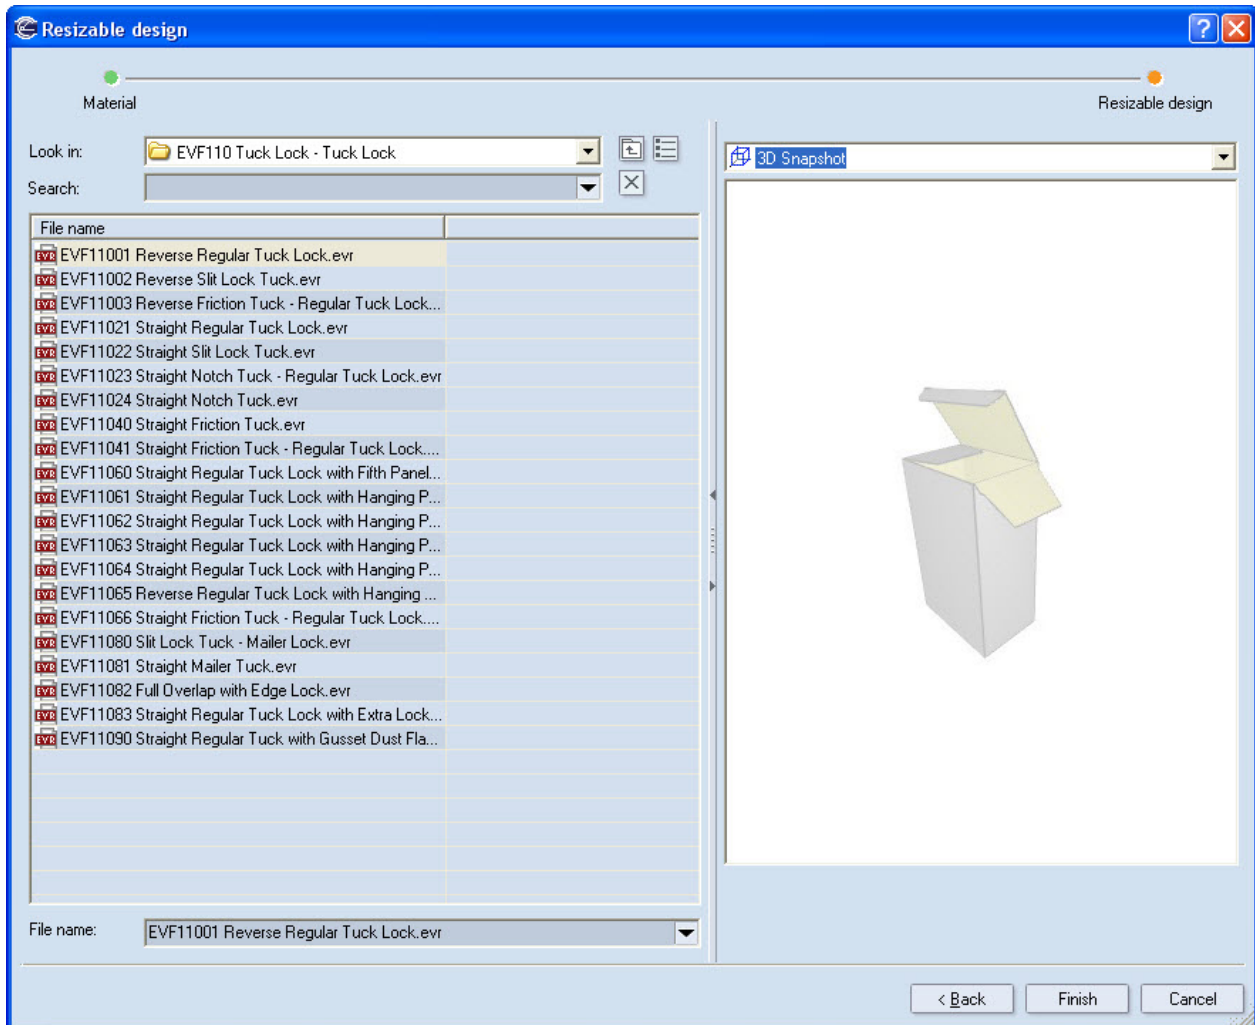 Resizable design
Material
Resizable design
Look in:
EVF110 Tuck Lock - Tuck Lock
3D Snapshot
Search:
File name
EVF11001 Reverse Regular Tuck Lock.evr
EVF11002 Reverse Slit Lock Tuck.evr
EVF11003 Reverse Friction Tuck - Regular Tuck Lock...
EVF11021 Straight Regular Tuck Lock.evr
EVF11022 Straight Slit Lock Tuck.evr
EVF11023 Straight Notch Tuck - Regular Tuck Lock.evr
EVF11024 Straight Notch Tuck.evr
EVF11040 Straight Friction Tuck.evr
EVF11041 Straight Friction Tuck - Regular Tuck Lock....
EVF11060 Straight Regular Tuck Lock with Fifth Panel...
EVF11061 Straight Regular Tuck Lock with Hanging P...
EVF11062 Straight Regular Tuck Lock with Hanging P...
EVF11063 Straight Regular Tuck Lock with Hanging P...
EVF11064 Straight Regular Tuck Lock with Hanging P...
EVF11065 Reverse Regular Tuck Lock with Hanging ...
EVF11066 Straight Friction Tuck - Regular Tuck Lock....
EVF11080 Slit Lock Tuck - Mailer Lock.evr
EVF11081 Straight Mailer Tuck.evr
EVF11082 Full Overlap with Edge Lock.evr
EVF11083 Straight Regular Tuck Lock with Extra Lock...
EVF11090 Straight Regular Tuck with Gusset Dust Fla...
File name:
EVF11001 Reverse Regular Tuck Lock.evr
< Back
Finish
Cancel